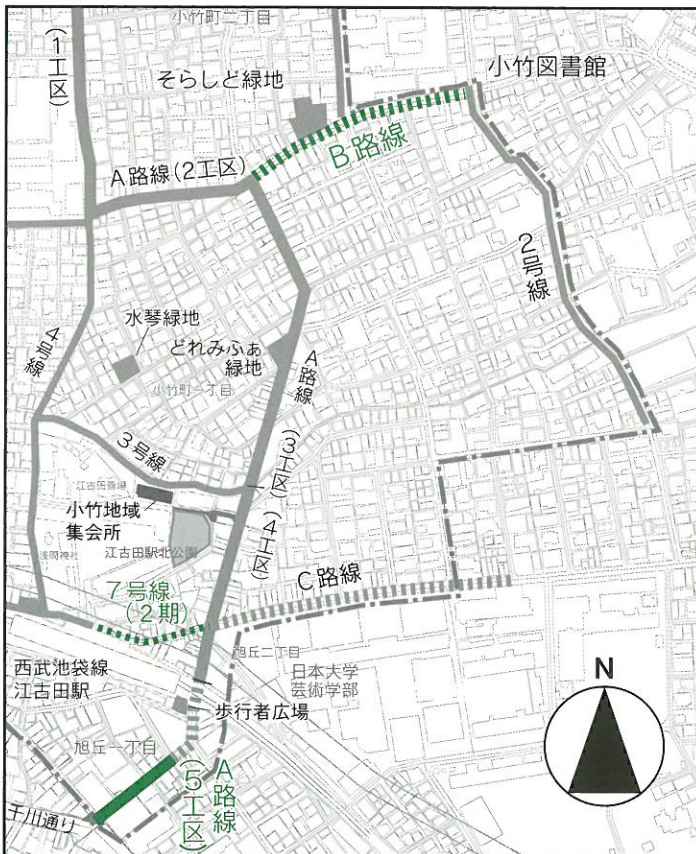 小竹町二丁目
(1工区)
そらしど緑地
小竹図書館
B路線
A路線(2工区)
2号線
水琴緑地
4号線
どれみふぁ
緑地
A路線
小竹町一丁目
(3工区)
3号線
江古田斎場
小竹地域
集会所
(4工区)
江古田駅北公園
浅間神社
C路線
7号線
(2期)
旭丘二丁目
西武池袋線
江古田駅
日本大学
芸術学部
N
歩行者広場
旭丘一丁目
A路線
(5工区)
千川通り